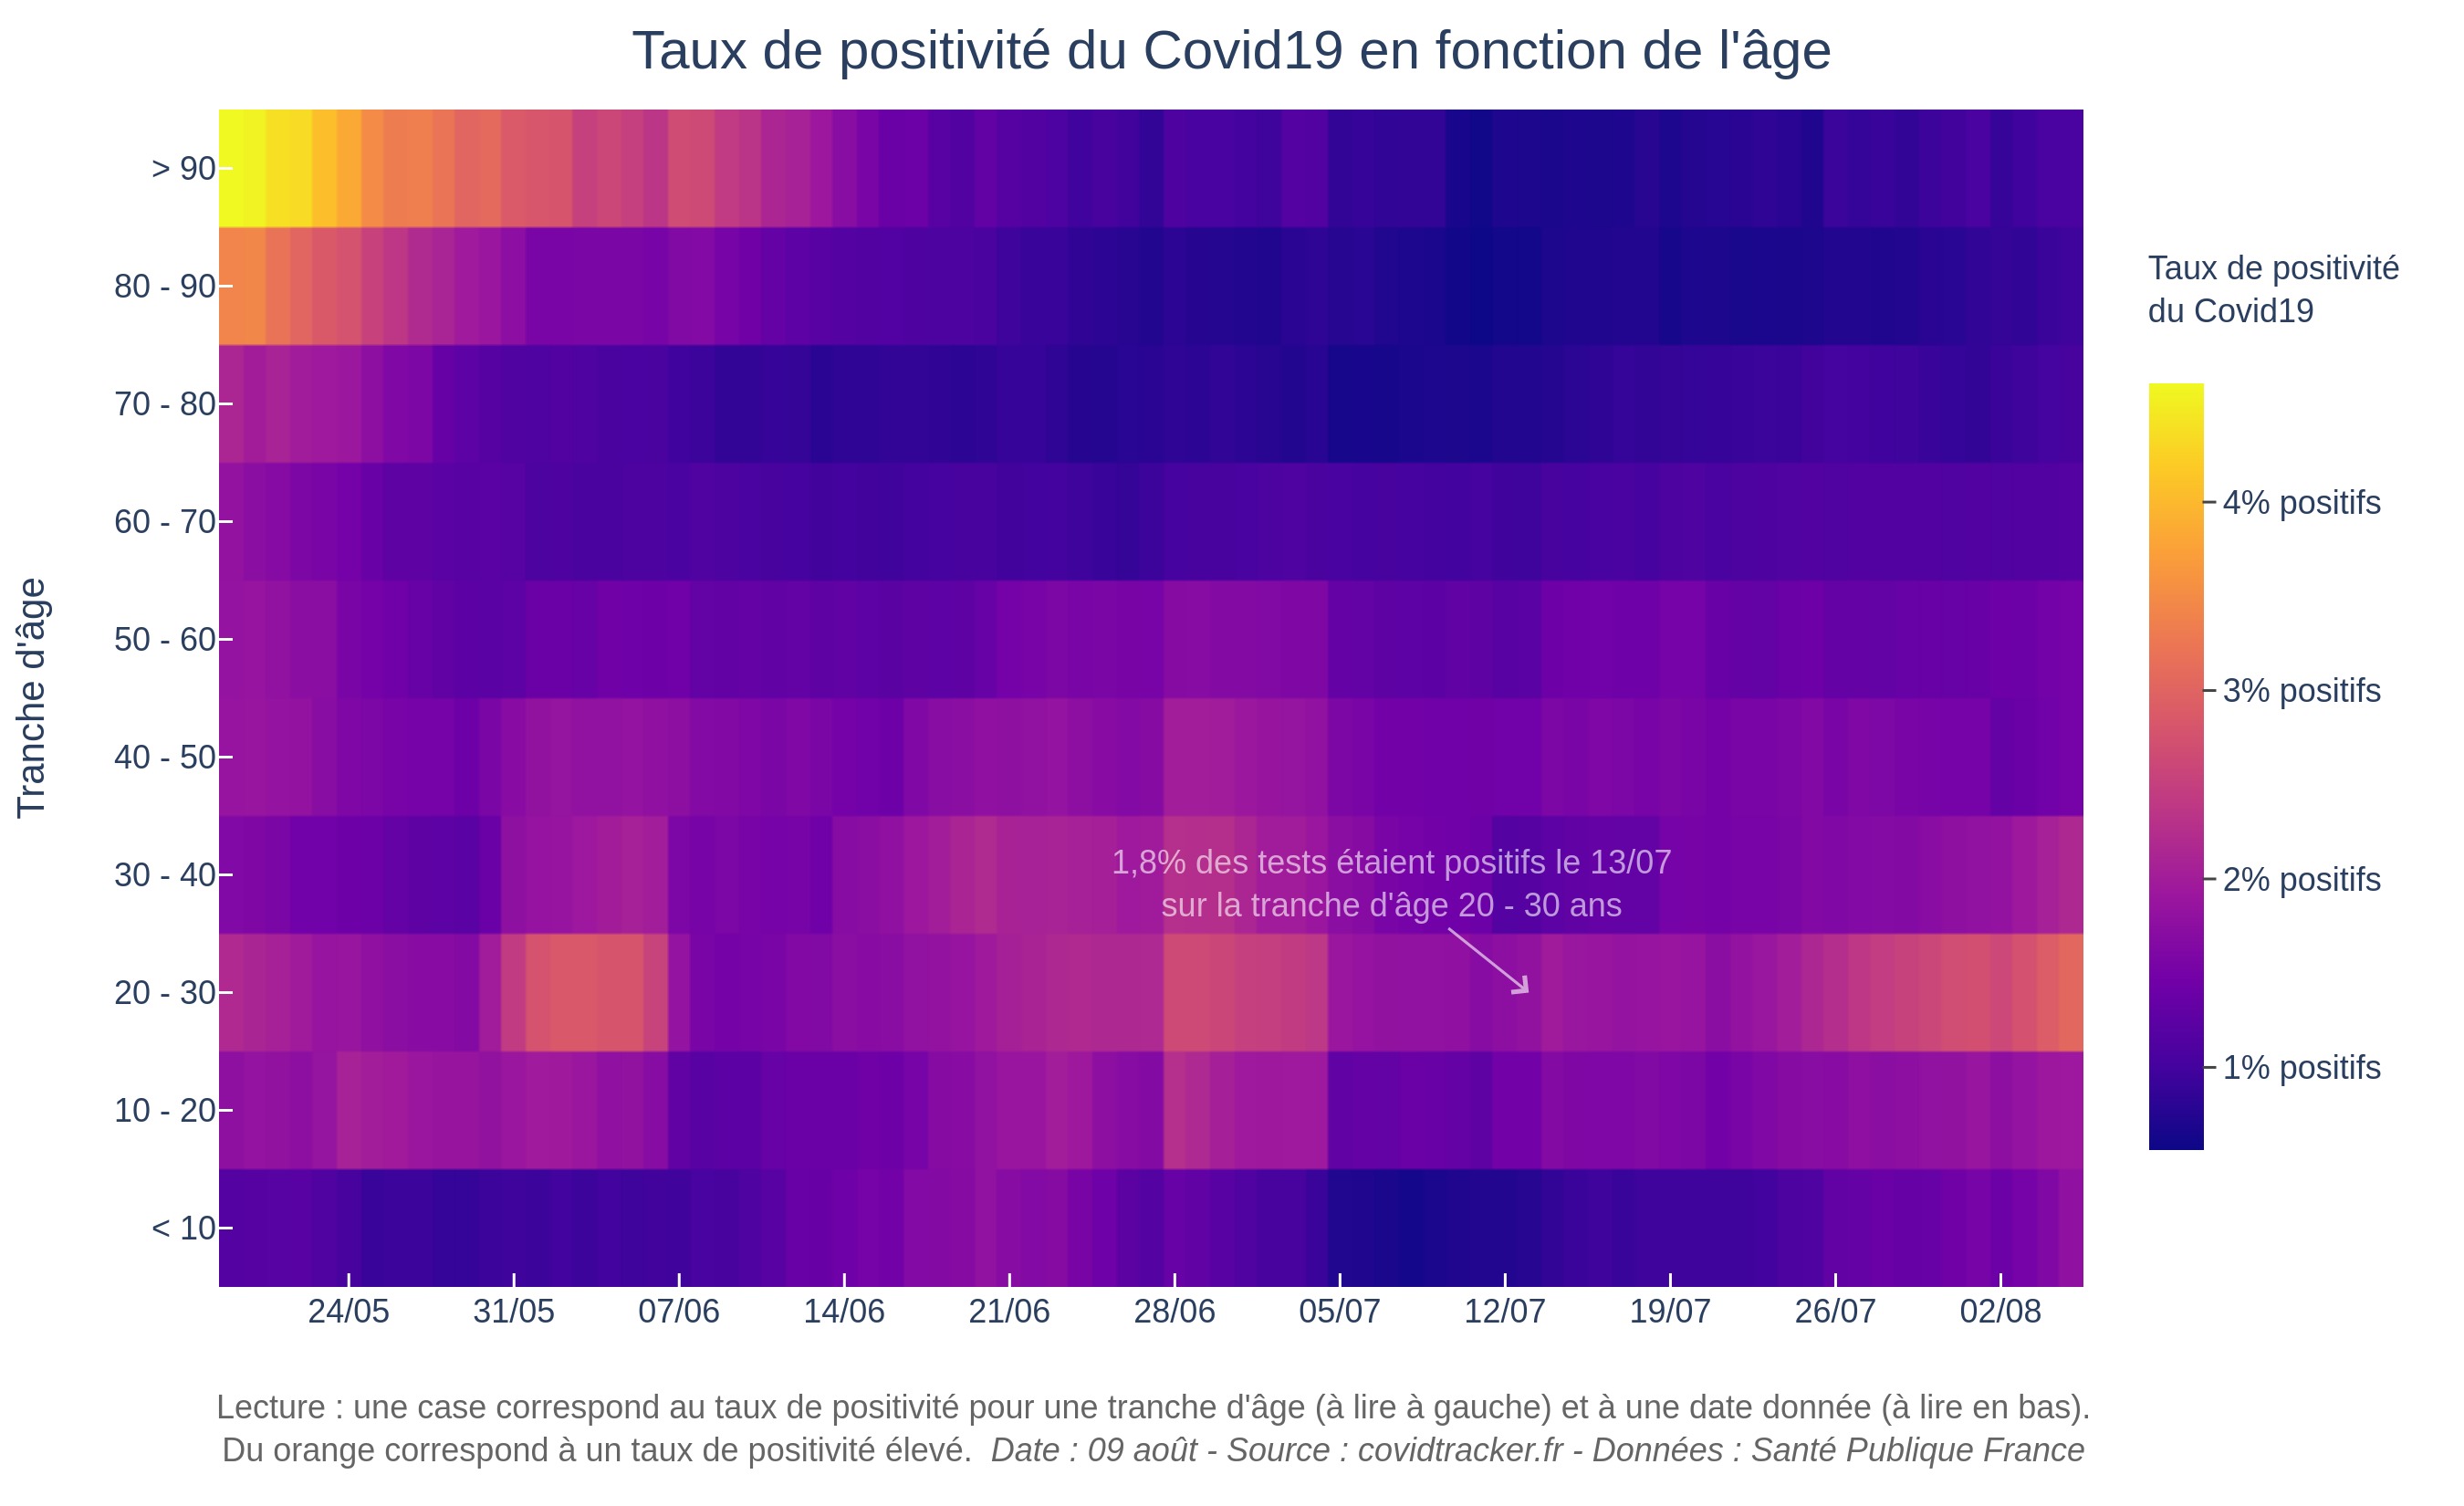 Taux de positivité du Covid19 en fonction de l'âge
Tranche d'âge
> 90
80 - 90
70 - 80
60 - 70
50 - 60
40 - 50
30 - 40
20 - 30
10 - 20
< 10
1,8% des tests étaient positifs le 13/07
sur la tranche d'âge 20 - 30 ans
24/05 31/05 07/06 14/06 21/06 28/06 05/07 12/07 19/07 26/07 02/08
Taux de positivité
du Covid19
4% positifs
3% positifs
2% positifs
1% positifs
Lecture : une case correspond au taux de positivité pour une tranche d'âge (à lire à gauche) et à une date donnée (à lire en bas).
Du orange correspond à un taux de positivité élevé. Date : 09 août - Source : covidtracker.fr - Données : Santé Publique France